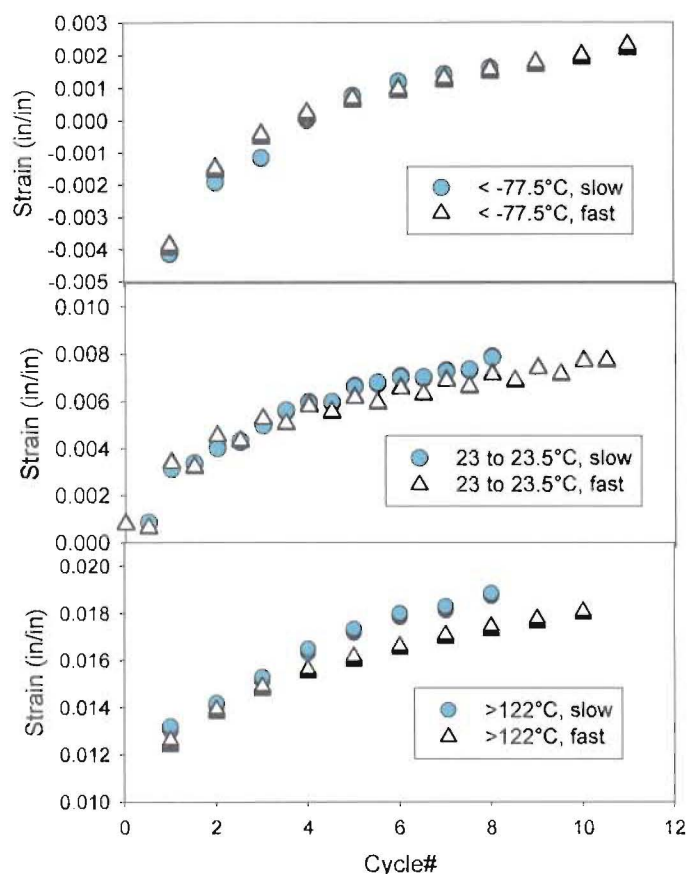 0.003
0.002
0.001
0.000
-0.001
-0.002
-0.003
-0.004
-0.005
Strain (in/in)
< -77.5°C, slow
< -77.5°C, fast
0.010
0.008
0.006
0.004
0.002
0.000
Strain (in/in)
23 to 23.5°C, slow
23 to 23.5°C, fast
0.020
0.018
0.016
0.014
0.012
0.010
Strain (in/in)
>122°C, slow
>122°C, fast
0 2 4 6 8 10 12
Cycle#